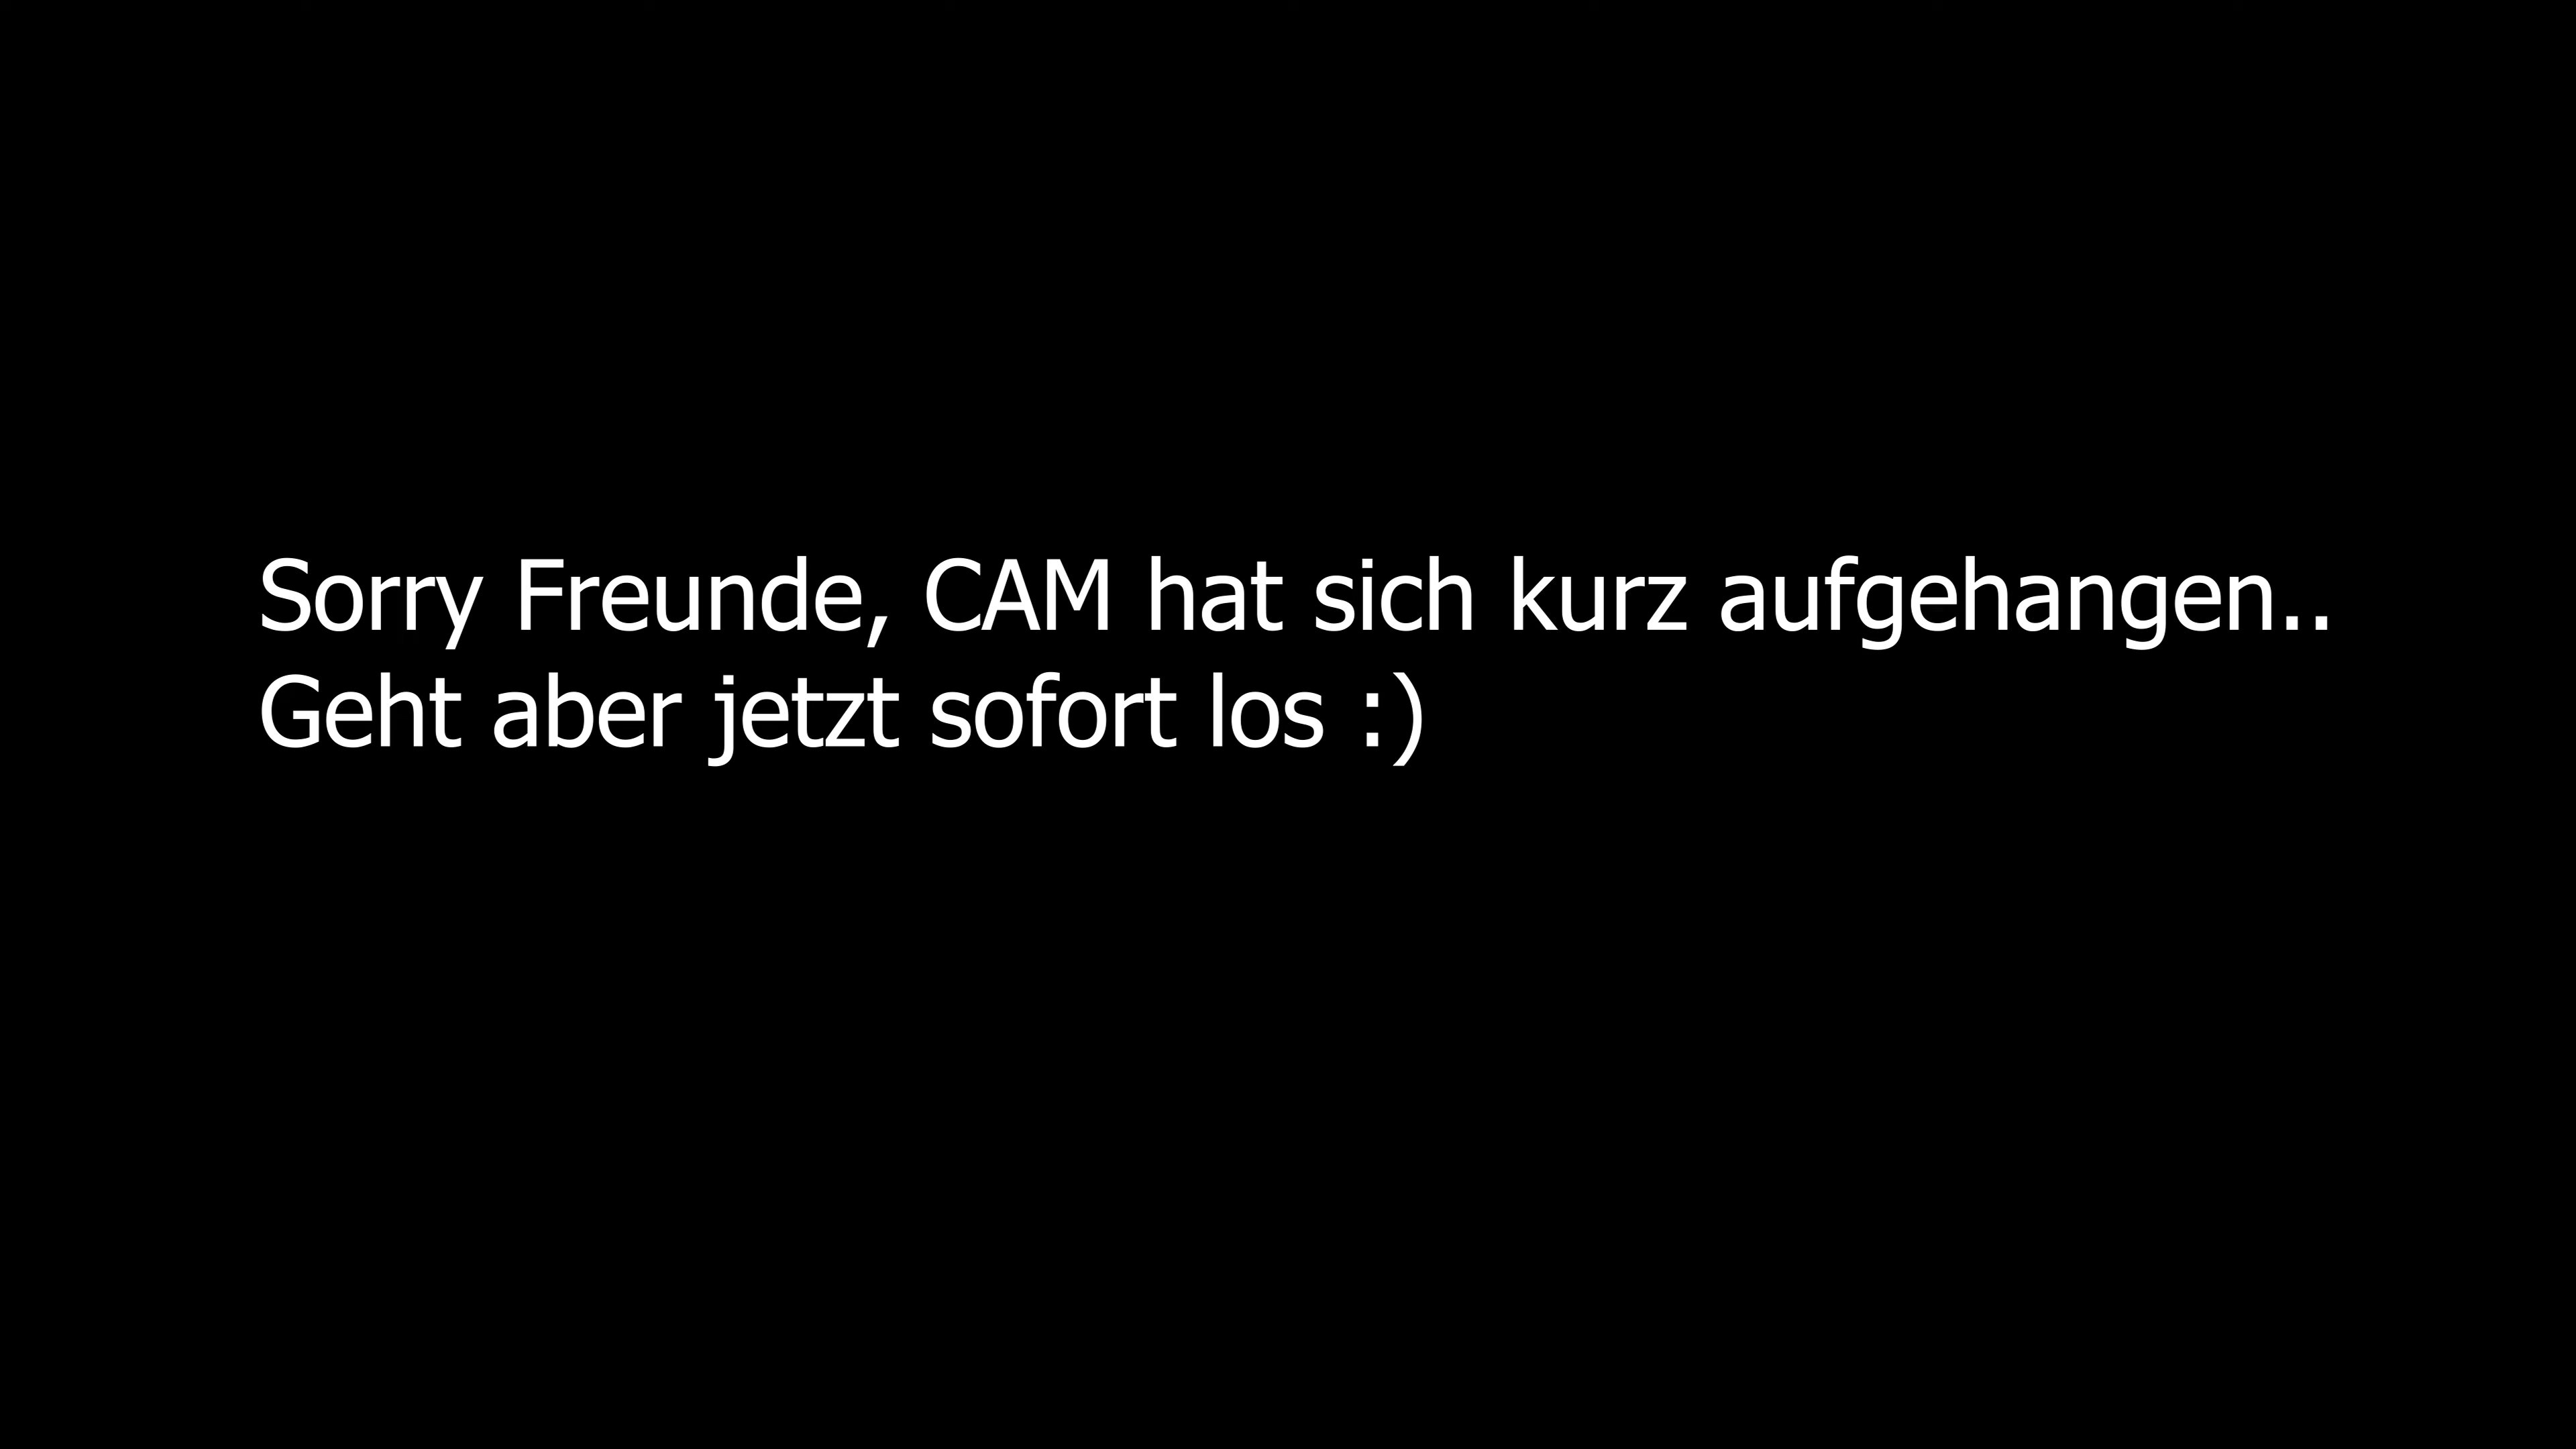 Sorry Freunde, CAM hat sich kurz aufgehangen..
Geht aber jetzt sofort los :)